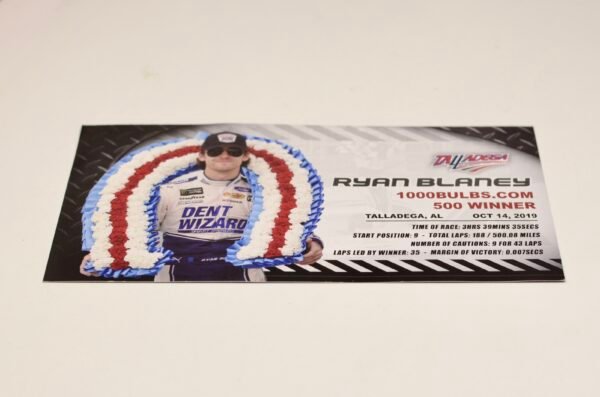 TALLADEGA
RYAN BLANEY
1000BULBS.COM
500 WINNER
TALLADEGA, AL OCT 14, 2019
TIME OF RACE: 3HRS 39MINS 35SECS
START POSITION: 9 - TOTAL LAPS: 188 / 500.08 MILES
NUMBER OF CAUTIONS: 9 FOR 43 LAPS
LAPS LED BY WINNER: 35 - MARGIN OF VICTORY: 0.007SECS
DENT
WIZARD